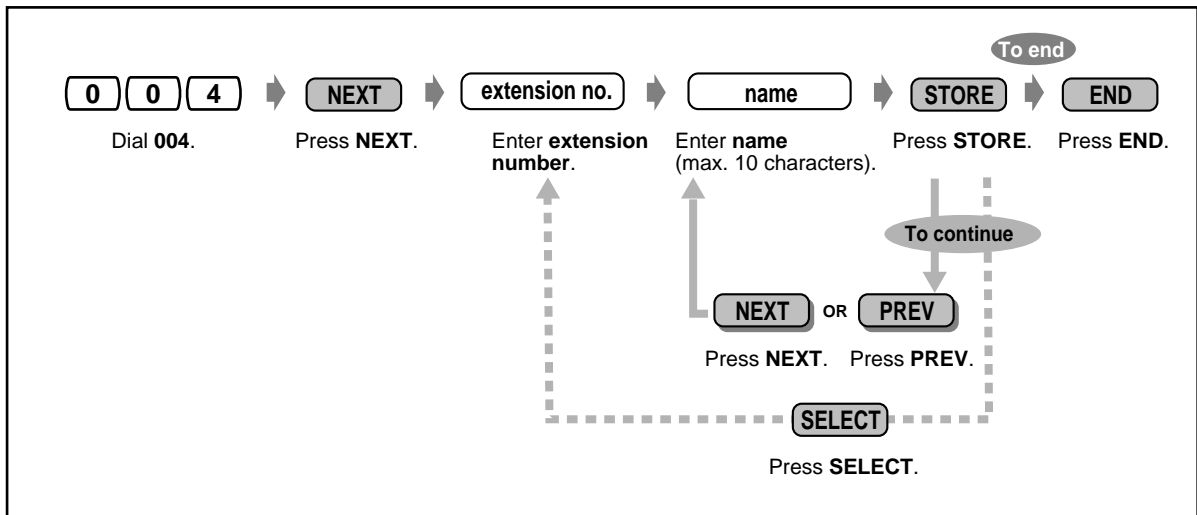 To end
0 0 4 NEXT extension no. name STORE END
Dial 004. Press NEXT. Enter extension number. Enter name (max. 10 characters). Press STORE. Press END.
To continue
NEXT OR PREV
Press NEXT. Press PREV.
SELECT
Press SELECT.